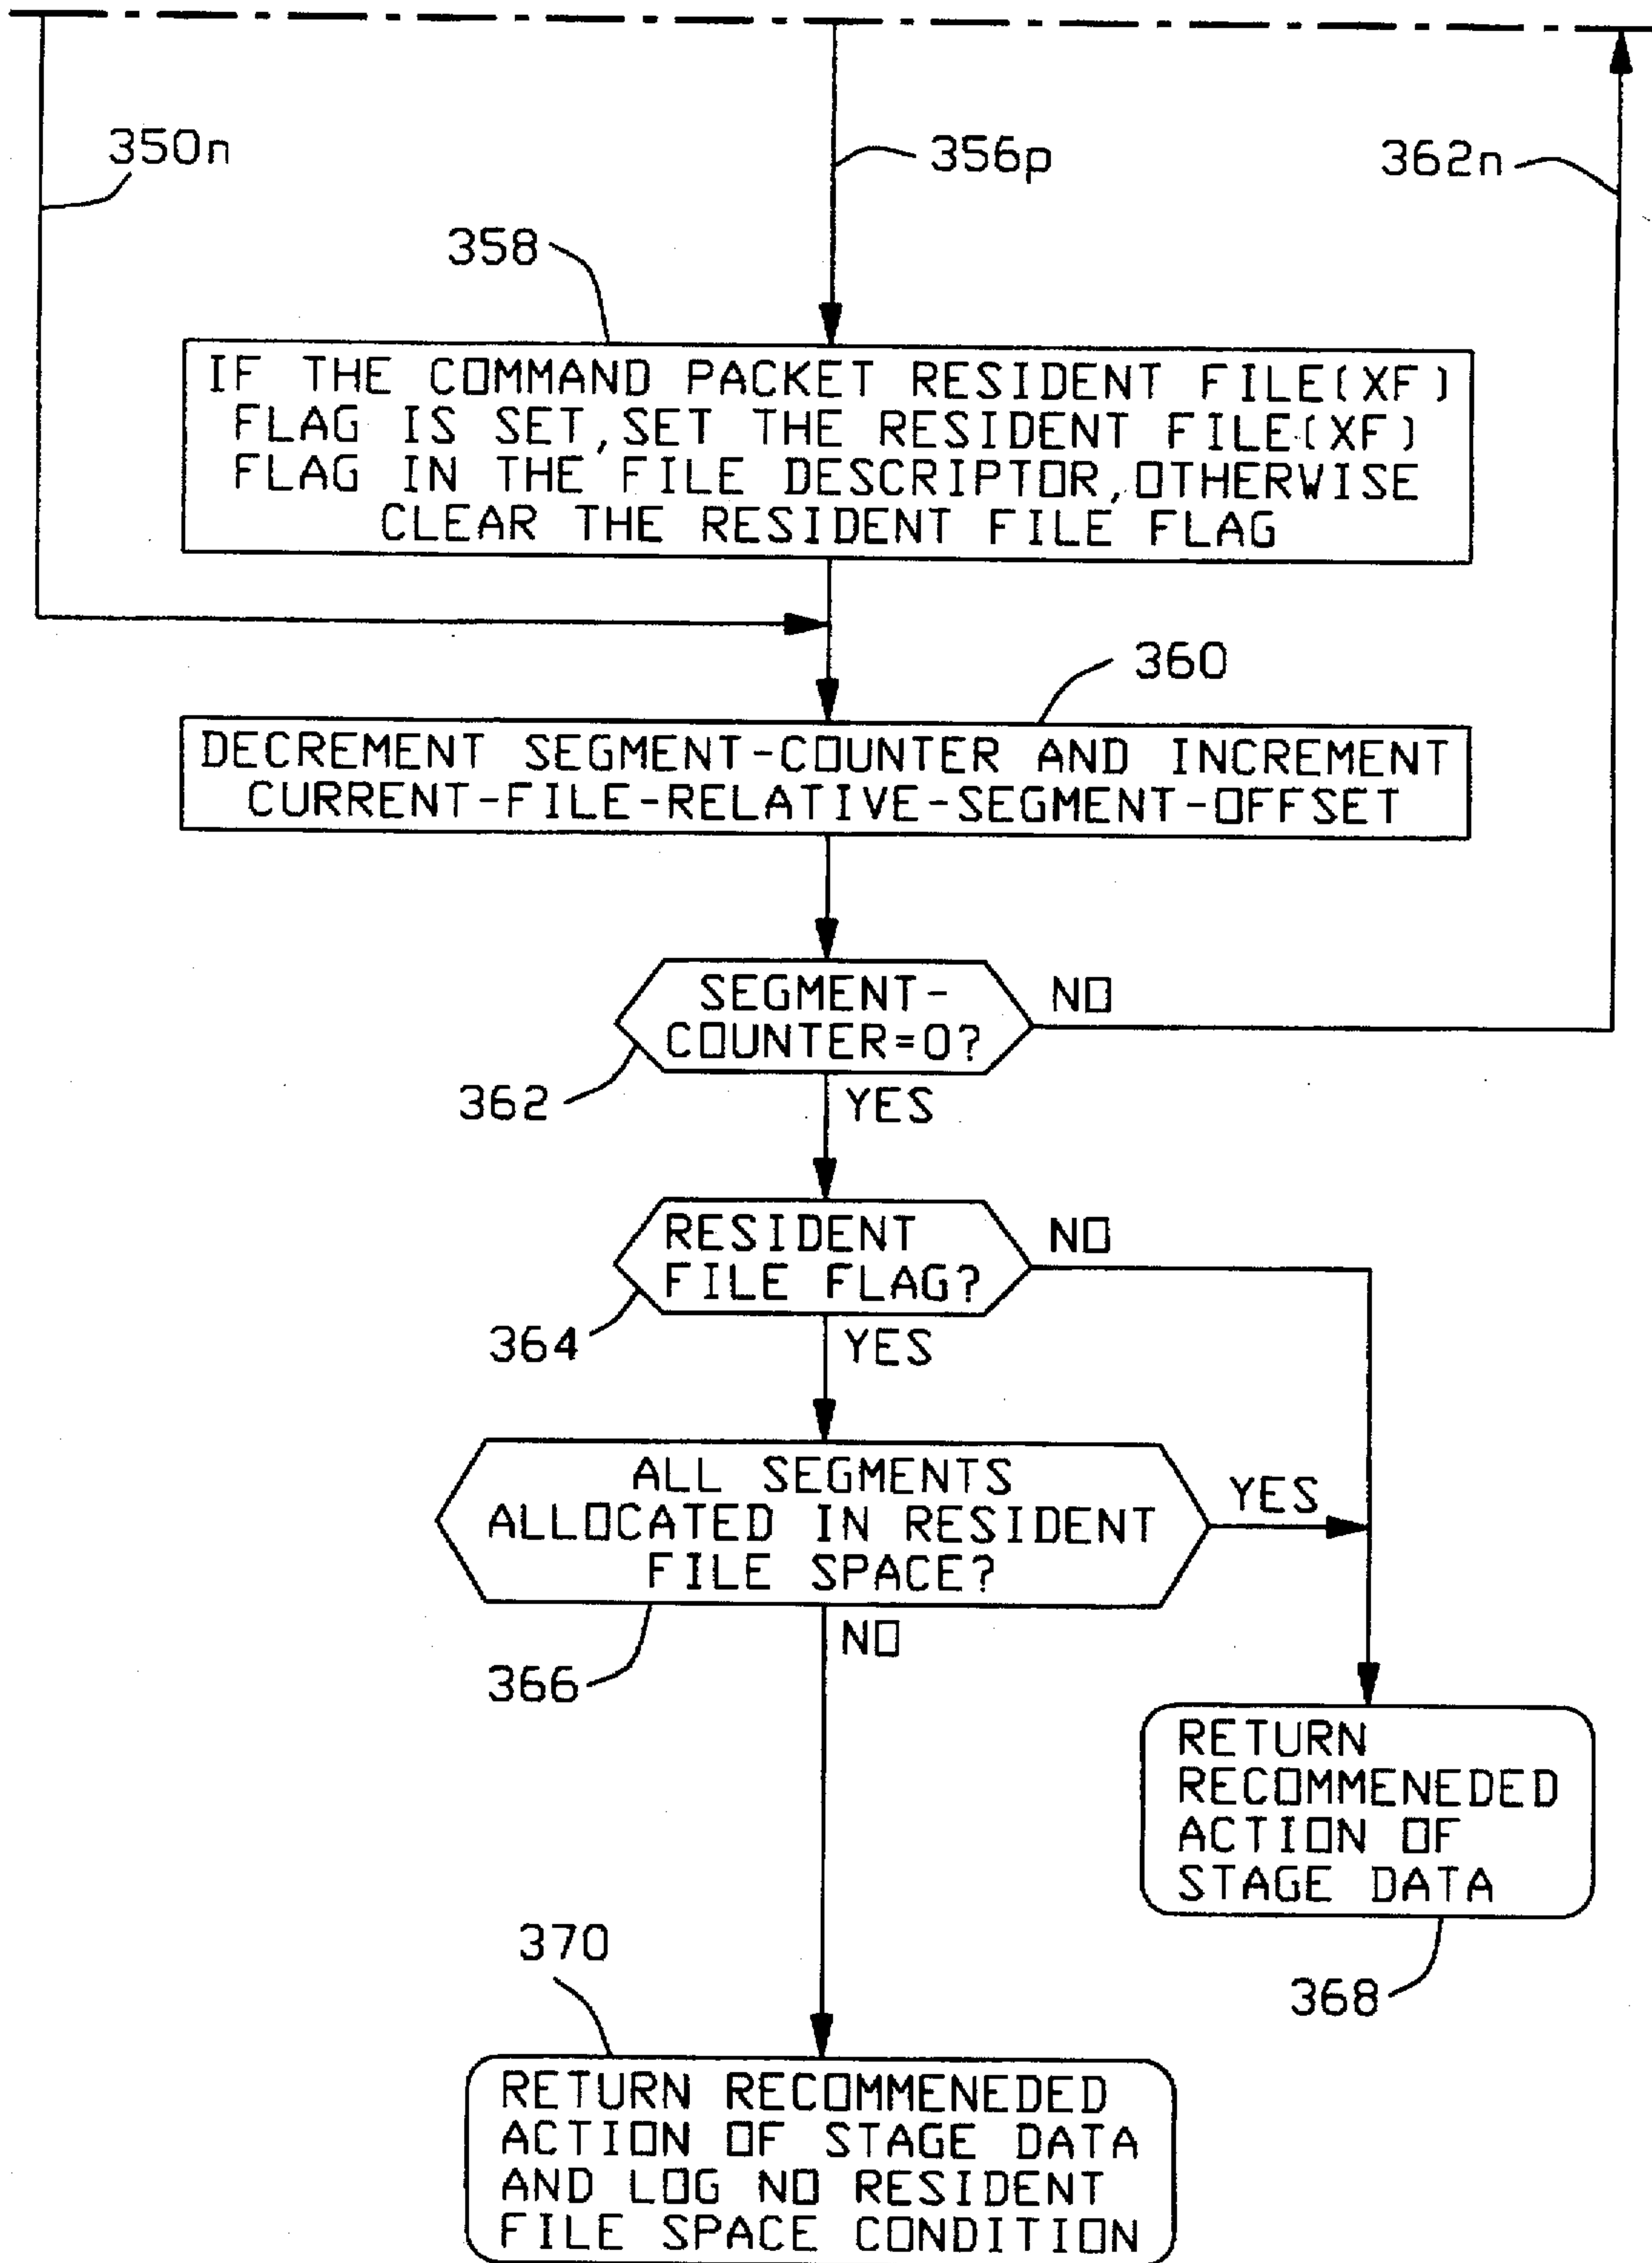 350n
356p
362n
358
IF THE COMMAND PACKET RESIDENT FILE(XF)
FLAG IS SET, SET THE RESIDENT FILE(XF)
FLAG IN THE FILE DESCRIPTOR, OTHERWISE
CLEAR THE RESIDENT FILE FLAG
360
DECREMENT SEGMENT-COUNTER AND INCREMENT
CURRENT-FILE-RELATIVE-SEGMENT-OFFSET
SEGMENT-
COUNTER=0?
NO
362
YES
RESIDENT
FILE FLAG?
NO
364
YES
ALL SEGMENTS
ALLOCATED IN RESIDENT
FILE SPACE?
YES
366
NO
RETURN
RECOMMENEDED
ACTION OF
STAGE DATA
368
370
RETURN RECOMMENEDED
ACTION OF STAGE DATA
AND LOG NO RESIDENT
FILE SPACE CONDITION